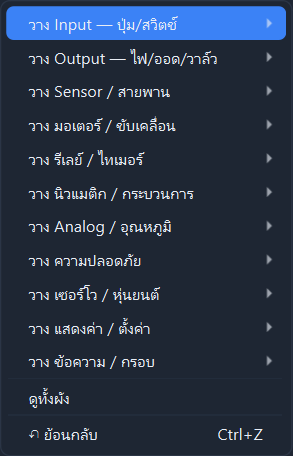 วาง Input — ปุ่ม/สวิตช์
วาง Output — ไฟ/ออด/วาล์ว
วาง Sensor / สายพาน
วาง มอเตอร์ / ขับเคลื่อน
วาง รีเลย์ / ไทเมอร์
วาง นิวแมติก / กระบวนการ
วาง Analog / อุณหภูมิ
วาง ความปลอดภัย
วาง เซอร์โว / หุ่นยนต์
วาง แสดงค่า / ตั้งค่า
วาง ข้อความ / กรอบ
ดูทั้งผัง
⤺ ย้อนกลับ Ctrl+Z